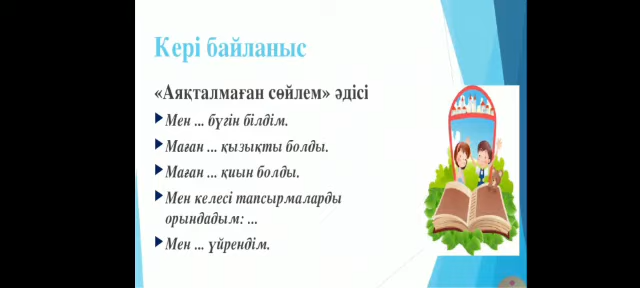 Кері байланыс
«Аяқталмаған сөйлем» әдісі
Мен ... бүгін білдім.
Маған ... қызықты болды.
Маған ... қиын болды.
Мен келесі тапсырмаларды
орындадым: ...
Мен ... үйрендім.